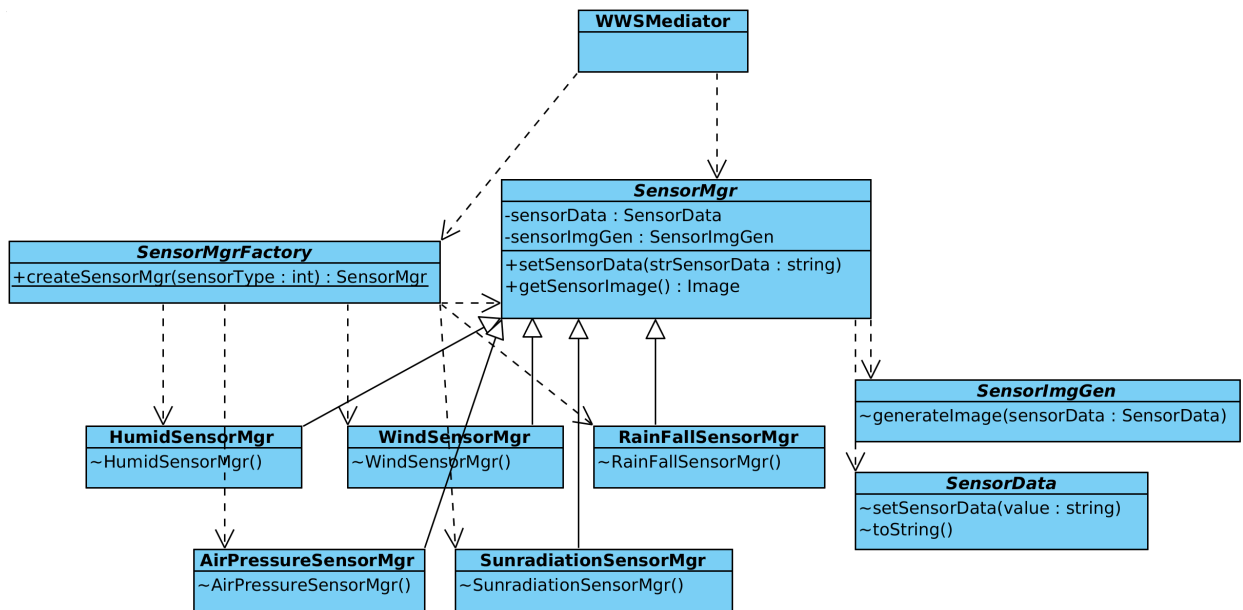 WWSMediator
SensorMgr
-sensorData : SensorData
-sensorImgGen : SensorImgGen
+setSensorData(strSensorData : string)
+getSensorImage() : Image
SensorMgrFactory
+createSensorMgr(sensorType : int) : SensorMgr
SensorImgGen
~generateImage(sensorData : SensorData)
HumidSensorMgr
~HumidSensorMgr()
WindSensorMgr
~WindSensorMgr()
RainFallSensorMgr
~RainFallSensorMgr()
SensorData
~setSensorData(value : string)
~toString()
AirPressureSensorMgr
~AirPressureSensorMgr()
SunradiationSensorMgr
~SunradiationSensorMgr()